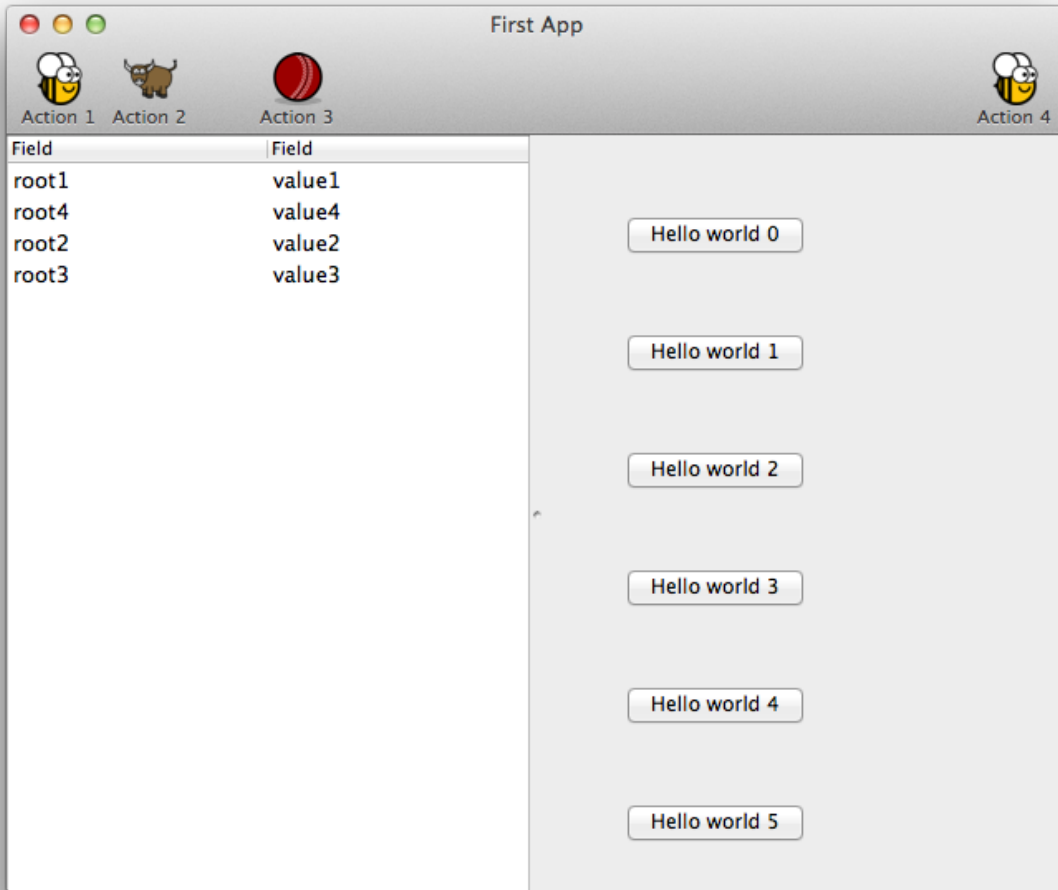 First App
Action 1 Action 2 Action 3 Action 4
Field Field
root1 value1
root4 value4
root2 value2
root3 value3
Hello world 0
Hello world 1
Hello world 2
Hello world 3
Hello world 4
Hello world 5